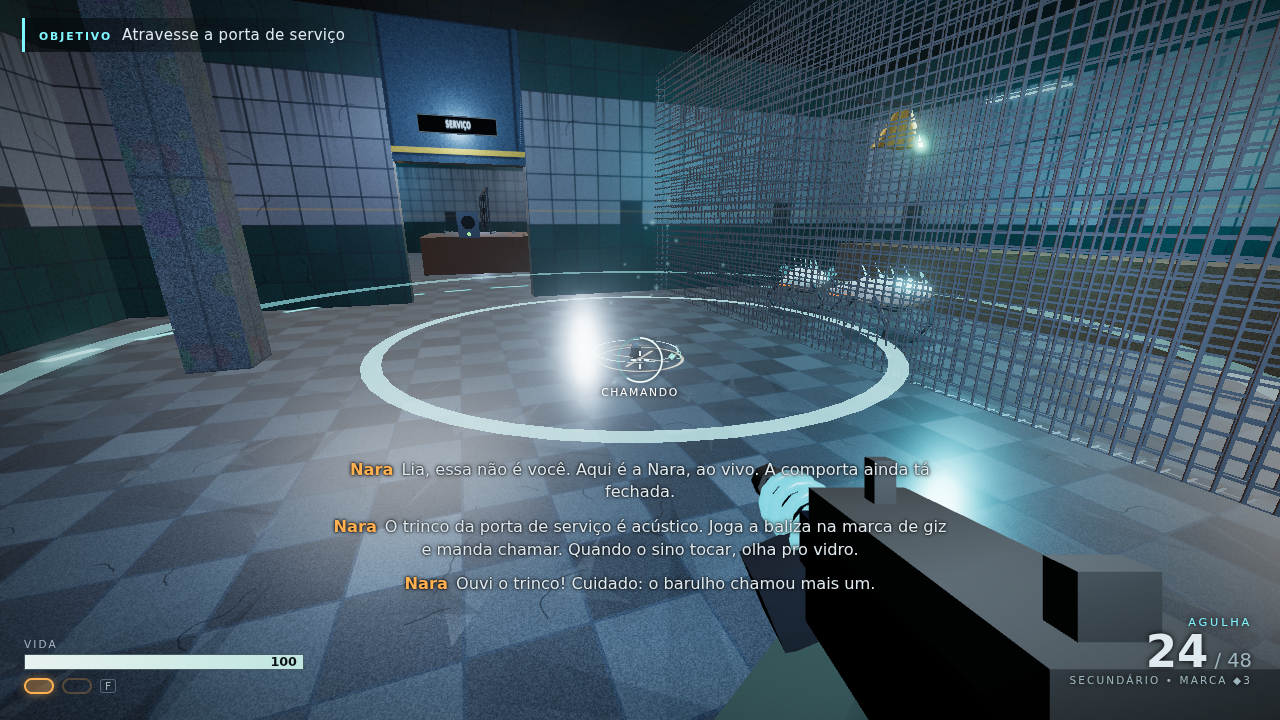 OBJETIVO Atravesse a porta de serviço
SERVIÇO
CHAMANDO
Nara Lia, essa não é você. Aqui é a Nara, ao vivo. A comporta ainda tá
fechada.
Nara O trinco da porta de serviço é acústico. Joga a baliza na marca de giz
e manda chamar. Quando o sino tocar, olha pro vidro.
Nara Ouvi o trinco! Cuidado: o barulho chamou mais um.
VIDA
100
F
AGULHA
24 / 48
SECUNDÁRIO • MARCA ◆3